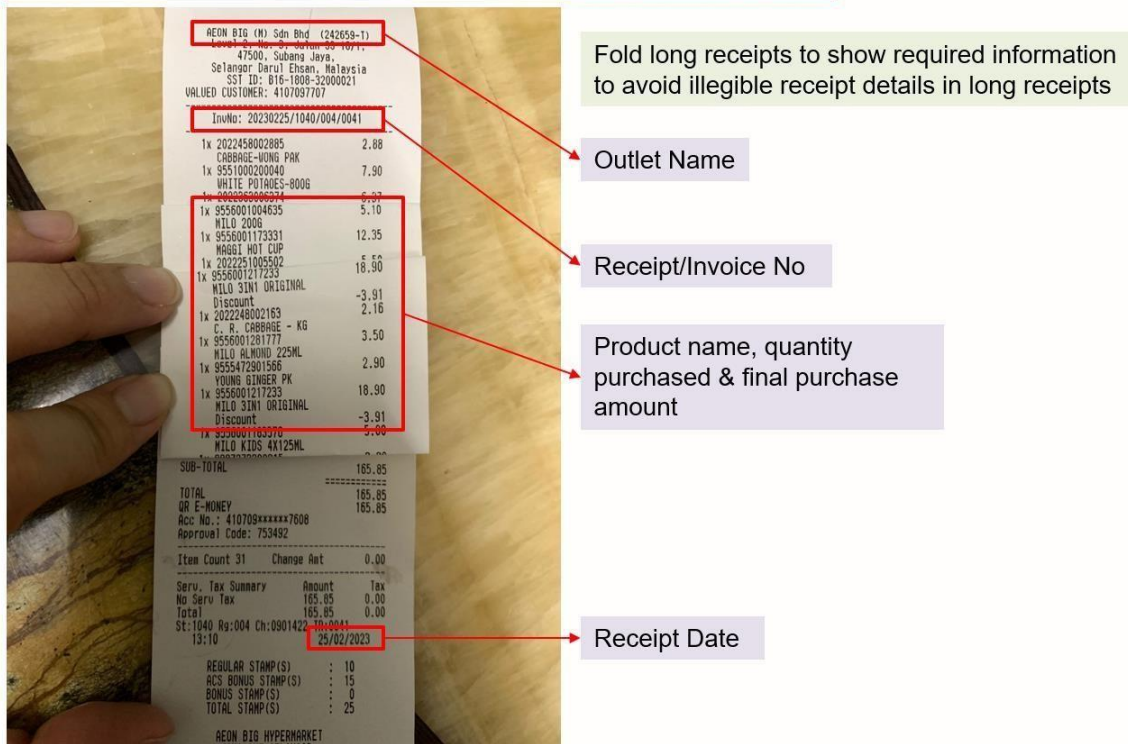 AEON BIG (M) Sdn Bhd (242659-T)
47500, Subang Jaya,
Selangor Darul Ehsan, Malaysia
SST ID: B16-1808-32000021
VALUED CUSTOMER: 4107097707
InvNo: 20230225/1040/004/0041
1x 2022458002885 2.88
CABBAGE-WONG PAK
1x 9551000200040 7.90
WHITE POTAOES-800G
1x 9556001004635 5.10
MILO 200G
1x 9556001173331 12.35
MAGGI HOT CUP
1x 2022251005502
1x 9556001217233 18.90
MILO 3IN1 ORIGINAL
Discount -3.91
1x 2022248002163 2.16
C. R. CABBAGE - KG
1x 9556001281777 3.50
MILO ALMOND 225ML
1x 9555472901566 2.90
YOUNG GINGER PK
1x 9556001217233 18.90
MILO 3IN1 ORIGINAL
Discount -3.91
MILO KIDS 4X125ML
SUB-TOTAL 165.85
TOTAL 165.85
QR E-MONEY 165.85
Acc No.: 410709xxxxxx7608
Approval Code: 753492
Item Count 31 Change Amt 0.00
Serv. Tax Summary Amount Tax
No Serv Tax 165.85 0.00
Total 165.85 0.00
St:1040 Rg:004 Ch:0901422
13:10 25/02/2023
REGULAR STAMP(S) : 10
ACS BONUS STAMP(S) : 15
BONUS STAMP(S) : 0
TOTAL STAMP(S) : 25
AEON BIG HYPERMARKET
Fold long receipts to show required information
to avoid illegible receipt details in long receipts
Outlet Name
Receipt/Invoice No
Product name, quantity
purchased & final purchase
amount
Receipt Date